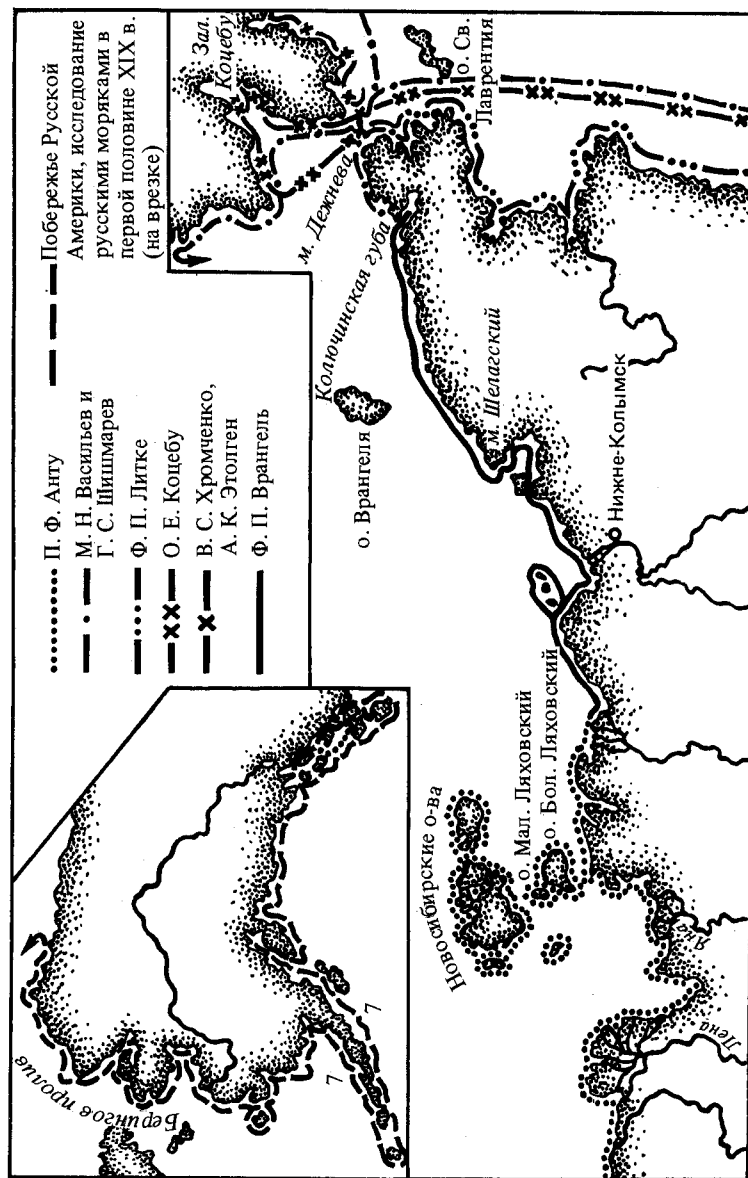 П. Ф. Анту
М. Н. Васильев и
Г. С. Шишмарев
Ф. П. Литке
О. Е. Коцебу
В. С. Хромченко,
А. К. Этолген
Ф. П. Врангель
Побережье Русской
Америки, исследование
русскими моряками в
первой половине XIX в.
(на врезке)
Берингов пролив
Зал.
Коцебу
о. Св.
Лаврентия
м. Дежнева
Колючинская губа
о. Врангеля
м. Шелагский
Нижне-Колымск
Новосибирские о-ва
о. Мал. Ляховский
о. Бол. Ляховский
Яна
Лена